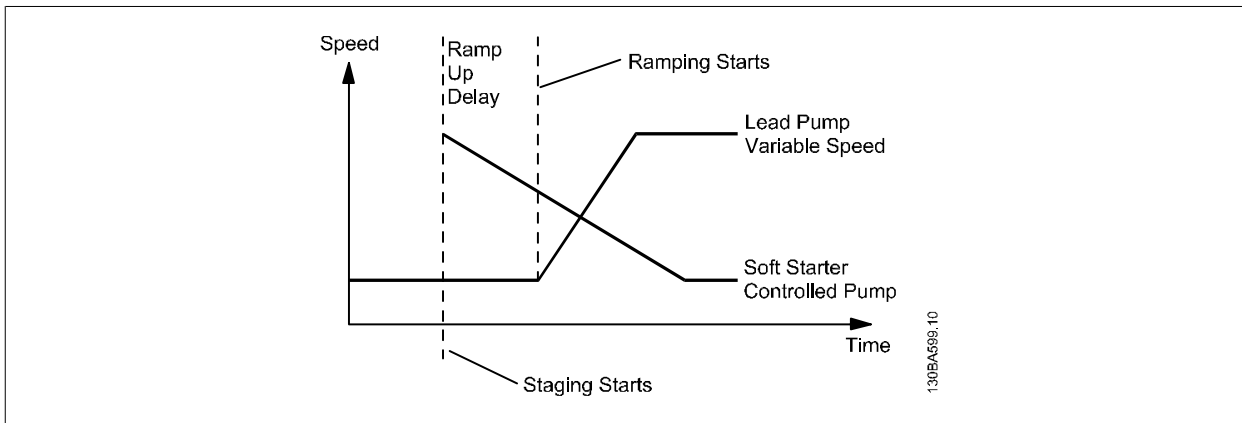 Speed
Ramp
Up
Delay
Ramping Starts
Lead Pump
Variable Speed
Soft Starter
Controlled Pump
Time
Staging Starts
130BA599.10